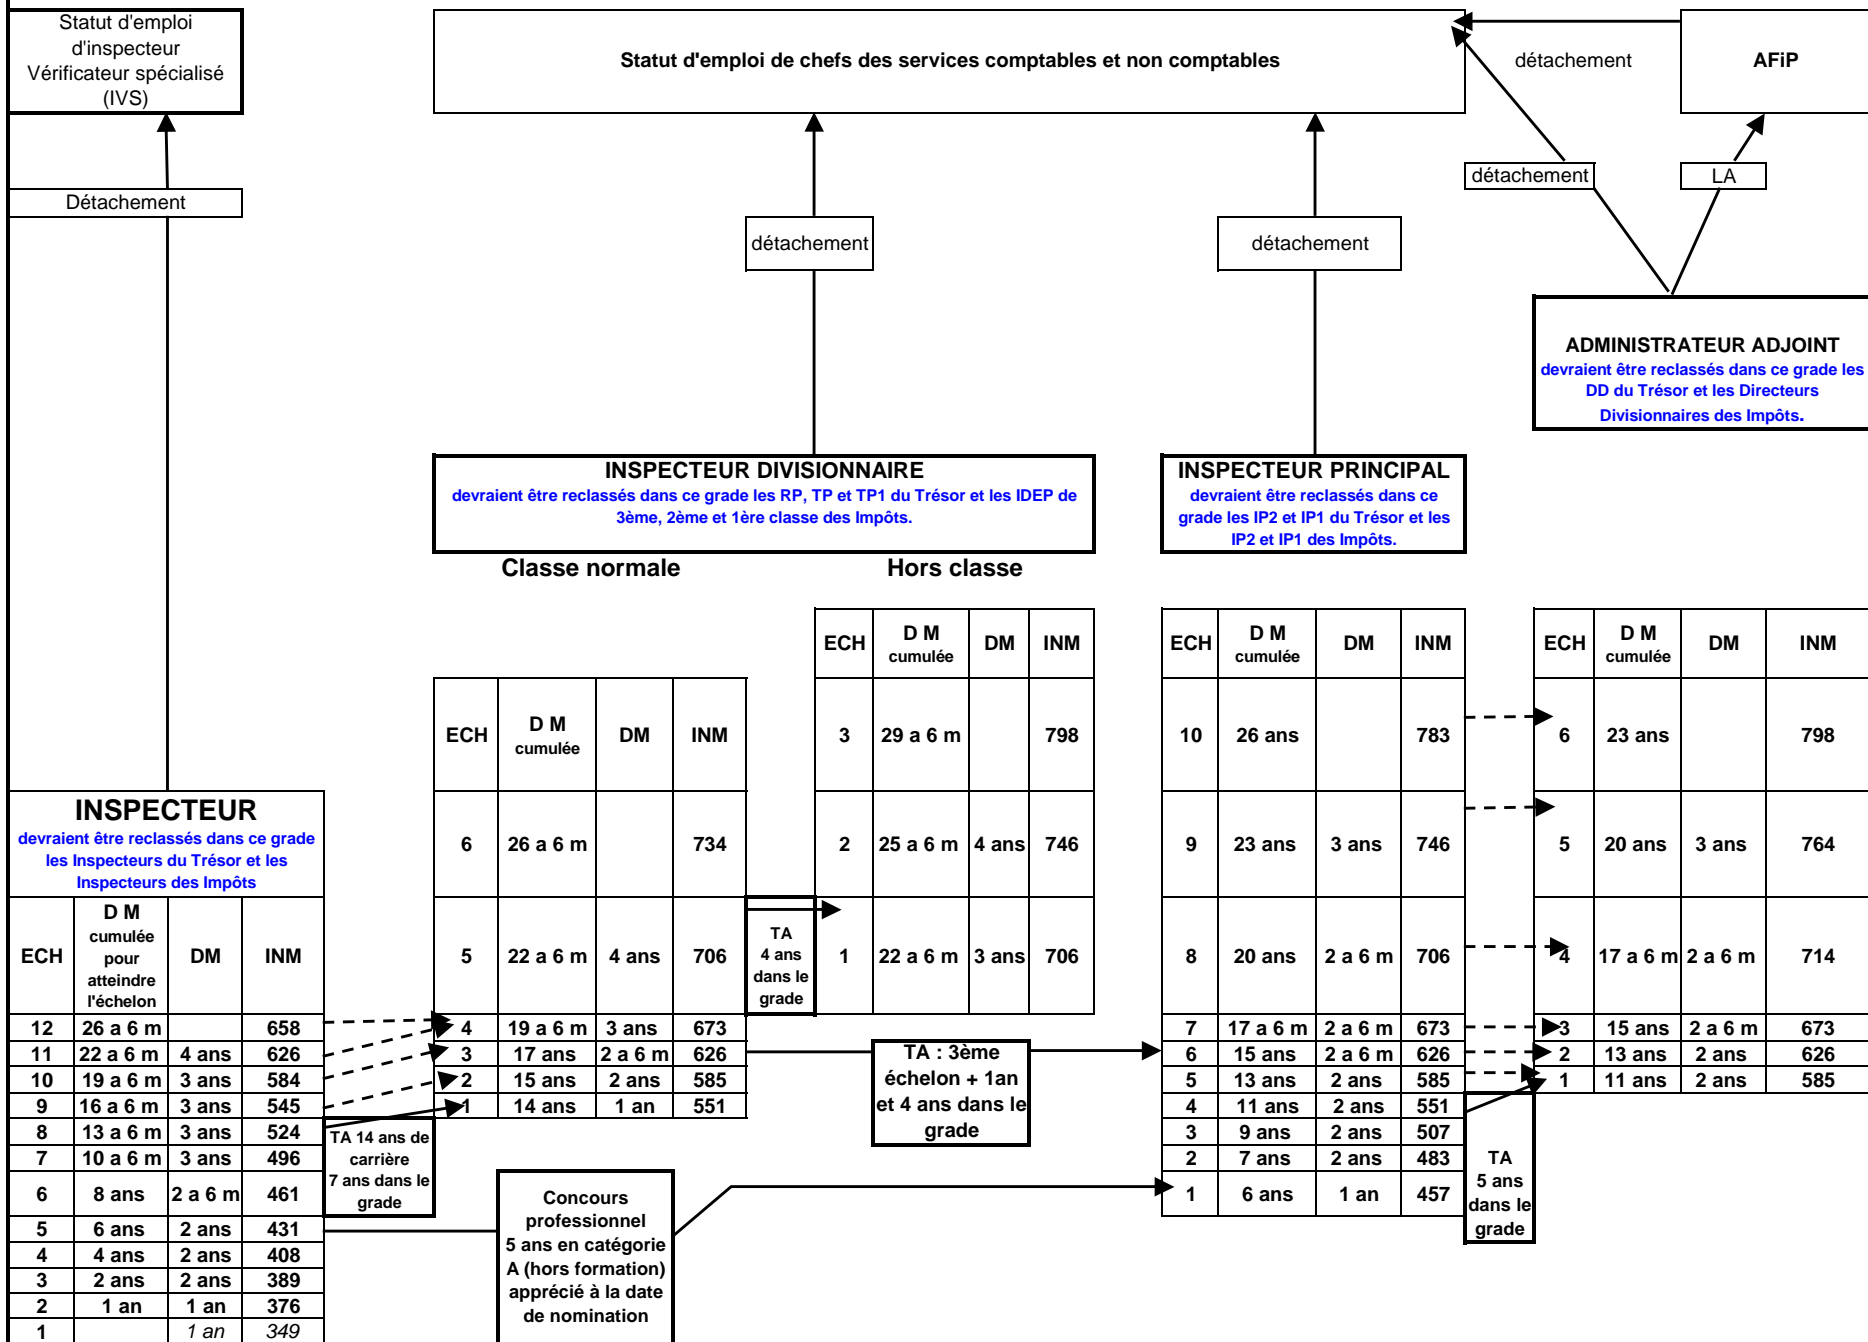 Statut d'emploi
d'inspecteur
Vérificateur spécialisé
(IVS)
Statut d'emploi de chefs des services comptables et non comptables
détachement
AFiP
Détachement
détachement
détachement
détachement
LA
ADMINISTRATEUR ADJOINT
devraient être reclassés dans ce grade les
DD du Trésor et les Directeurs
Divisionnaires des Impôts.
INSPECTEUR DIVISIONNAIRE
devraient être reclassés dans ce grade les RP, TP et TP1 du Trésor et les IDEP de
3ème, 2ème et 1ère classe des Impôts.
INSPECTEUR PRINCIPAL
devraient être reclassés dans ce
grade les IP2 et IP1 du Trésor et les
IP2 et IP1 des Impôts.
Classe normale
Hors classe
INSPECTEUR
devraient être reclassés dans ce grade
les Inspecteurs du Trésor et les
Inspecteurs des Impôts
ECH D M cumulée pour atteindre l'échelon DM INM
12 26 a 6 m 658
11 22 a 6 m 4 ans 626
10 19 a 6 m 3 ans 584
9 16 a 6 m 3 ans 545
8 13 a 6 m 3 ans 524
7 10 a 6 m 3 ans 496
6 8 ans 2 a 6 m 461
5 6 ans 2 ans 431
4 4 ans 2 ans 408
3 2 ans 2 ans 389
2 1 an 1 an 376
1 1 an 349
TA 14 ans de
carrière
7 ans dans le
grade
ECH D M cumulée DM INM
6 26 a 6 m 734
5 22 a 6 m 4 ans 706
4 19 a 6 m 3 ans 673
3 17 ans 2 a 6 m 626
2 15 ans 2 ans 585
1 14 ans 1 an 551
TA
4 ans
dans le
grade
ECH D M cumulée DM INM
3 29 a 6 m 798
2 25 a 6 m 4 ans 746
1 22 a 6 m 3 ans 706
TA : 3ème
échelon + 1an
et 4 ans dans le
grade
Concours
professionnel
5 ans en catégorie
A (hors formation)
apprécié à la date
de nomination
ECH D M cumulée DM INM
10 26 ans 783
9 23 ans 3 ans 746
8 20 ans 2 a 6 m 706
7 17 a 6 m 2 a 6 m 673
6 15 ans 2 a 6 m 626
5 13 ans 2 ans 585
4 11 ans 2 ans 551
3 9 ans 2 ans 507
2 7 ans 2 ans 483
1 6 ans 1 an 457
TA
5 ans
dans le
grade
ECH D M cumulée DM INM
6 23 ans 798
5 20 ans 3 ans 764
4 17 a 6 m 2 a 6 m 714
3 15 ans 2 a 6 m 673
2 13 ans 2 ans 626
1 11 ans 2 ans 585